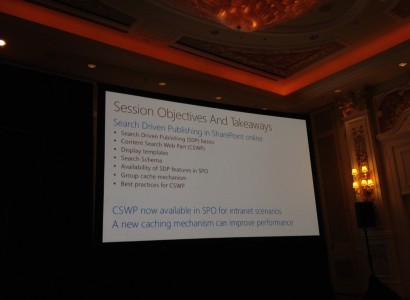 Session Objectives And Takeaways
Search Driven Publishing in SharePoint online
• Search Driven Publishing (SDP) basics
• Content Search Web Part (CSWP)
• Display templates
• Search Schema
• Availability of SDP features in SPO
• Group cache mechanism
• Best practices for CSWP
CSWP now available in SPO for intranet scenarios
A new caching mechanism can improve performance